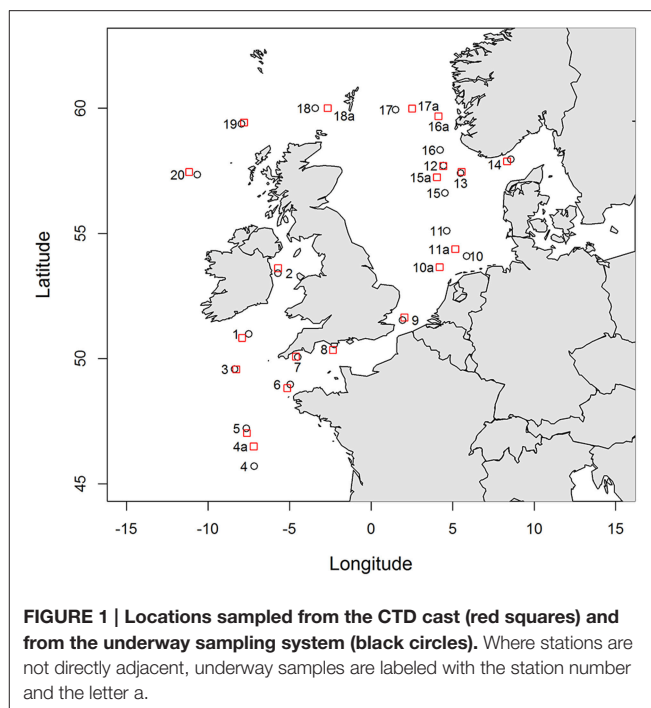 60
55
50
45
Latitude
18
18a
17
17a
16a
19
16
12
13
14
15a
15
20
11
11a
10
10a
2
9
1
8
7
3
6
5
4a
4
-15
-10
-5
0
5
10
15
Longitude
FIGURE 1 | Locations sampled from the CTD cast (red squares) and
from the underway sampling system (black circles). Where stations are
not directly adjacent, underway samples are labeled with the station number
and the letter a.